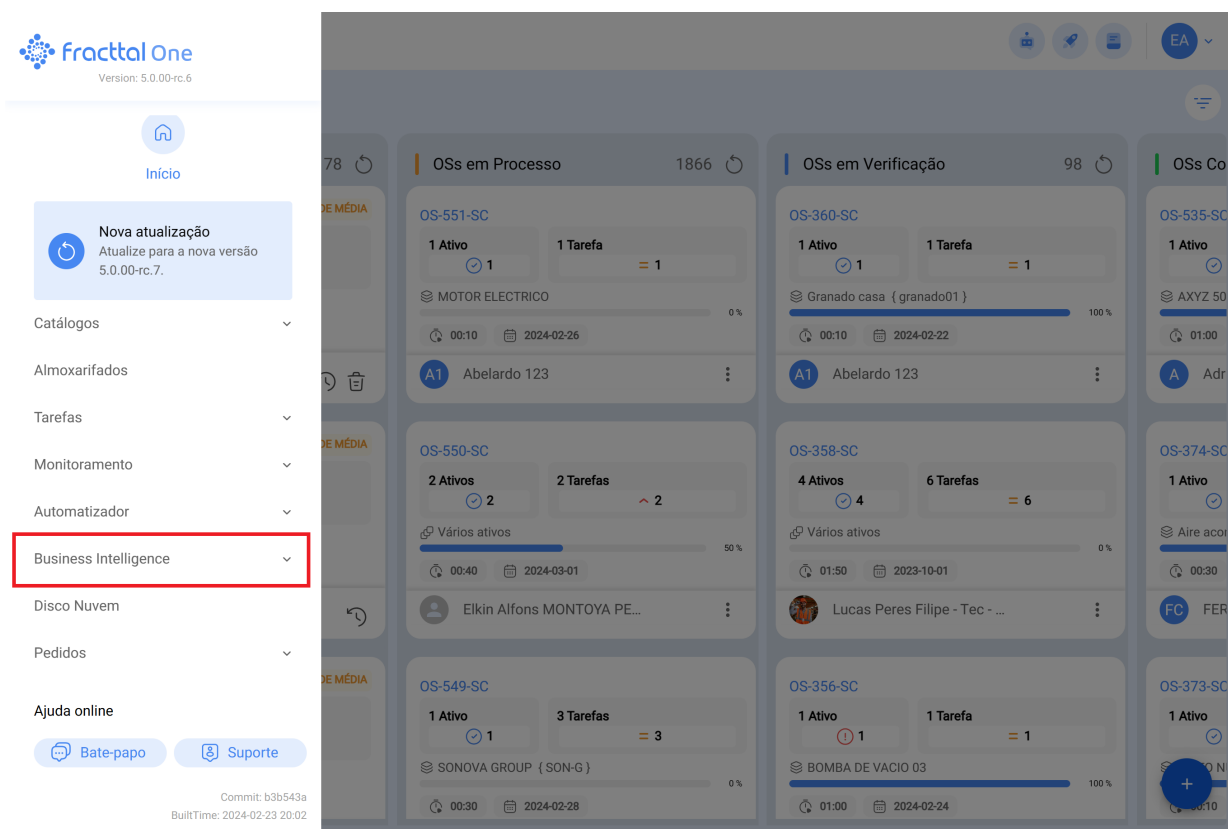 fracttal One
Version: 5.0.00-rc.6
Início
Nova atualização
Atualize para a nova versão
5.0.00-rc.7.
Catálogos
Almoxarifados
Tarefas
Monitoramento
Automatizador
Business Intelligence
Disco Nuvem
Pedidos
Ajuda online
Bate-papo
Suporte
Commit: b3b543a
BuiltTime: 2024-02-23 20:02
EA
78
DE MÉDIA
DE MÉDIA
DE MÉDIA
OSs em Processo 1866
OS-551-SC
1 Ativo 1 Tarefa
1 = 1
MOTOR ELECTRICO
0 %
00:10 2024-02-26
A1 Abelardo 123
OS-550-SC
2 Ativos 2 Tarefas
2 2
Vários ativos
50 %
00:40 2024-03-01
Elkin Alfons MONTOYA PE...
OS-549-SC
1 Ativo 3 Tarefas
1 = 3
SONOVA GROUP { SON-G }
0 %
00:30 2024-02-28
OSs em Verificação 98
OS-360-SC
1 Ativo 1 Tarefa
1 = 1
Granado casa { granado01 }
100 %
00:10 2024-02-22
A1 Abelardo 123
OS-358-SC
4 Ativos 6 Tarefas
4 = 6
Vários ativos
0 %
01:50 2023-10-01
Lucas Peres Filipe - Tec - ...
OS-356-SC
1 Ativo 1 Tarefa
1 = 1
BOMBA DE VACIO 03
100 %
01:00 2024-02-24
OSs Co
OS-535-SC
1 Ativo
AXYZ 50
01:00
A Adr
OS-374-SC
1 Ativo
Aire acor
00:30
FC FER
OS-373-SC
1 Ativo
+